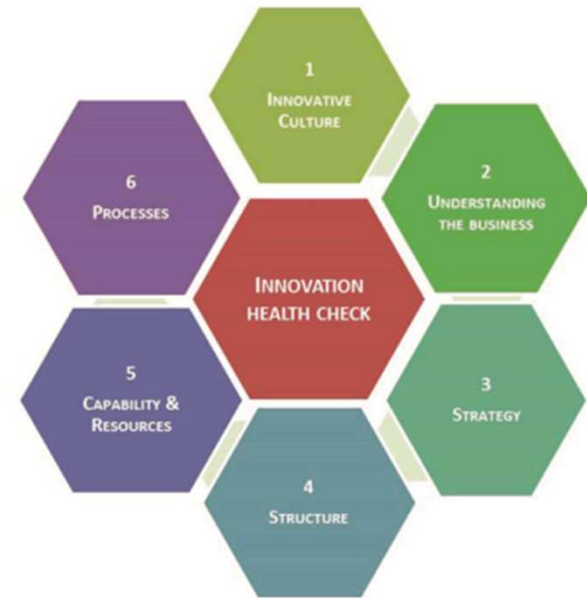 1
INNOVATIVE
CULTURE
2
UNDERSTANDING
THE BUSINESS
3
STRATEGY
4
STRUCTURE
5
CAPABILITY &
RESOURCES
6
PROCESSES
INNOVATION
HEALTH CHECK